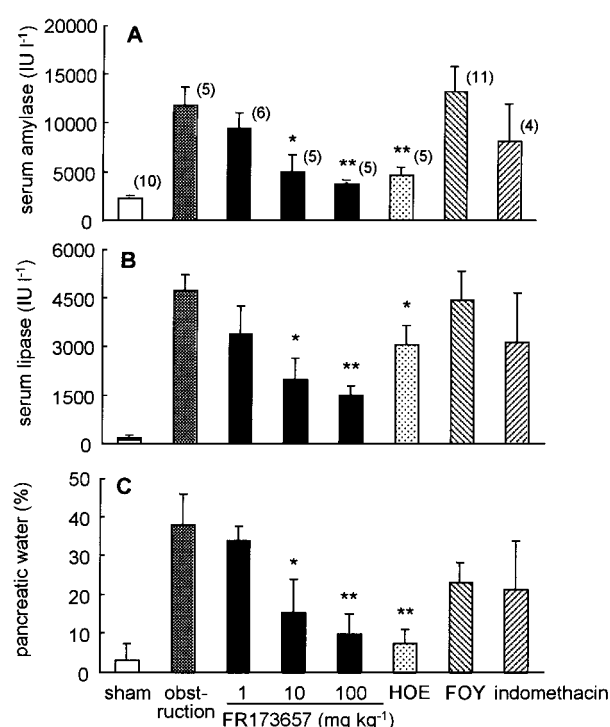 A
serum amylase (IU l-1)
20000
15000
10000
5000
0
(10)
(5)
(6)
*
(5)
**
(5)
**
(5)
(11)
(4)
B
serum lipase (IU l-1)
6000
4500
3000
1500
0
*
**
*
C
pancreatic water (%)
50
40
30
20
10
0
*
**
**
sham
obst-
ruction
1
10
100
HOE
FOY
indomethacin
FR173657 (mg kg-1)